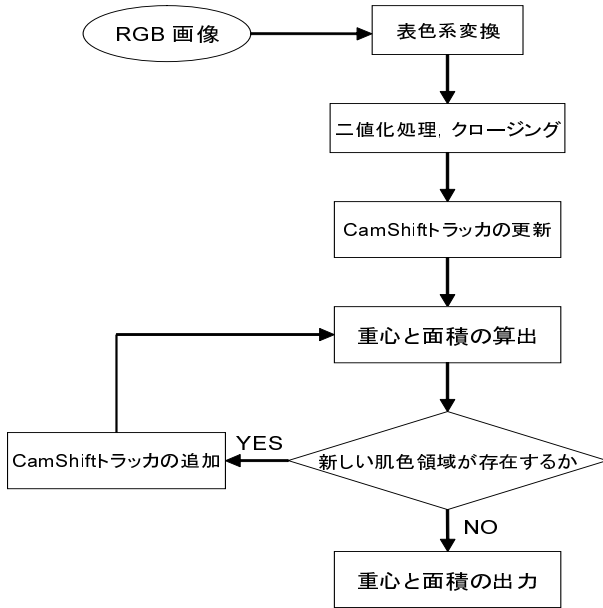 RGB 画像
表色系変換
二値化処理, クロージング
CamShiftトラッカの更新
重心と面積の算出
YES
CamShiftトラッカの追加
新しい肌色領域が存在するか
NO
重心と面積の出力